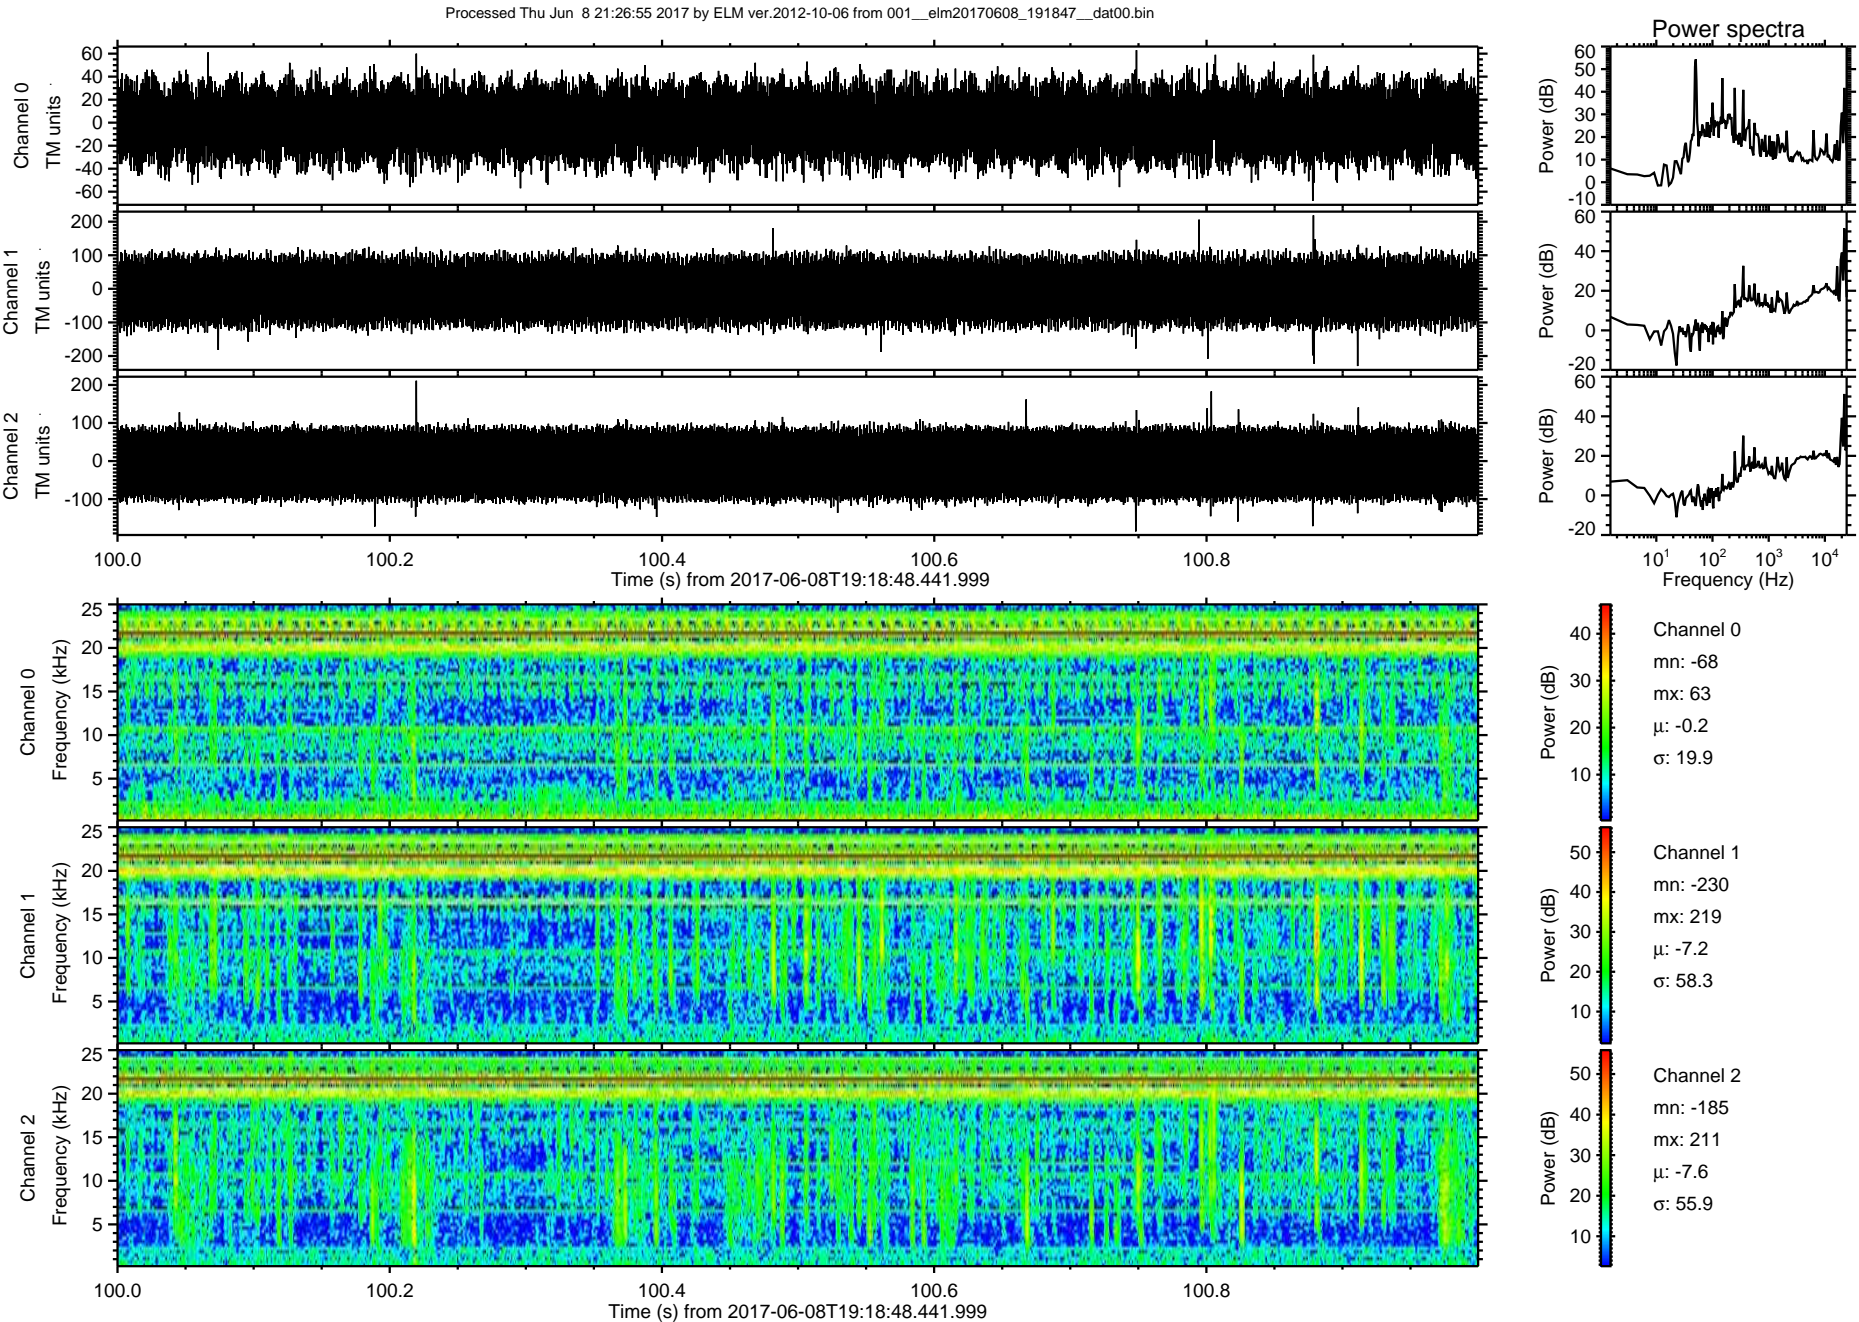 Processed Thu Jun  8 21:26:55 2017 by ELM ver.2012-10-06 from 001__elm20170608_191847__dat00.bin
Power spectra
Channel 0
TM units
60
40
20
0
-20
-40
-60
Power (dB)
60
50
40
30
20
10
0
-10
Channel 1
TM units
200
100
0
-100
-200
Power (dB)
60
40
20
0
-20
Channel 2
TM units
200
100
0
-100
Power (dB)
60
40
20
0
-20
100.0 100.2 100.4 100.6 100.8
Time (s) from 2017-06-08T19:18:48.441.999
10¹ 10² 10³ 10⁴
Frequency (Hz)
Channel 0
Frequency (kHz)
25
20
15
10
5
Power (dB)
40
30
20
10
Channel 0
mn: -68
mx: 63
µ: -0.2
σ: 19.9
Channel 1
Frequency (kHz)
25
20
15
10
5
Power (dB)
50
40
30
20
10
Channel 1
mn: -230
mx: 219
µ: -7.2
σ: 58.3
Channel 2
Frequency (kHz)
25
20
15
10
5
Power (dB)
50
40
30
20
10
Channel 2
mn: -185
mx: 211
µ: -7.6
σ: 55.9
100.0 100.2 100.4 100.6 100.8
Time (s) from 2017-06-08T19:18:48.441.999